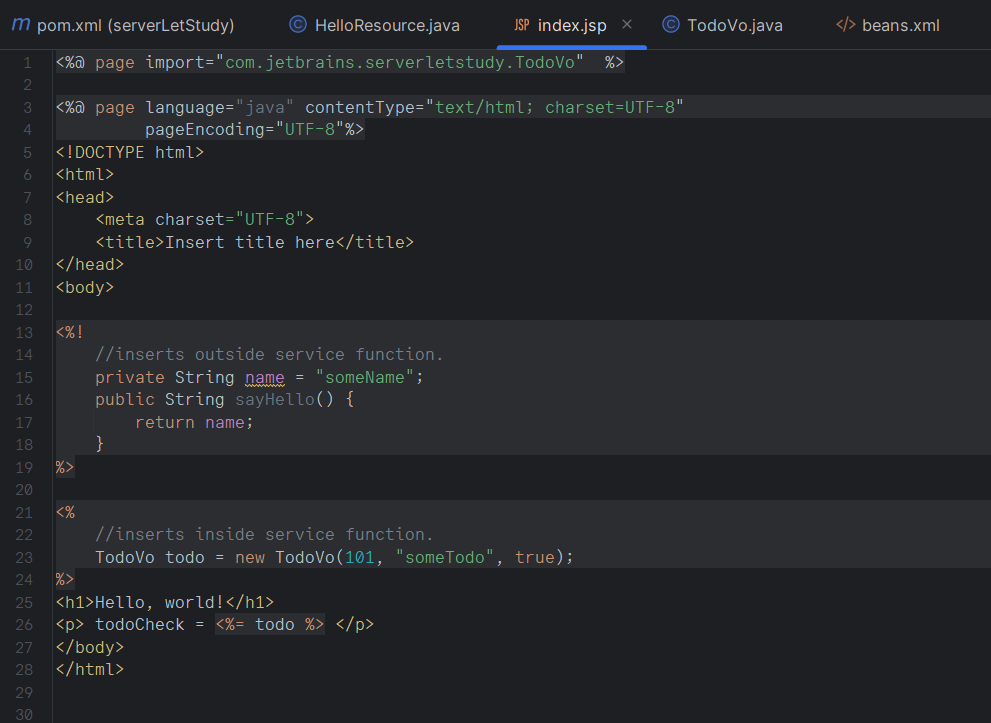 m pom.xml (serverLetStudy) © HelloResource.java JSP index.jsp × © TodoVo.java </> beans.xml
1 <%@ page import="com.jetbrains.serverletstudy.TodoVo"  %>
2
3 <%@ page language="java" contentType="text/html; charset=UTF-8"
4          pageEncoding="UTF-8"%>
5 <!DOCTYPE html>
6 <html>
7 <head>
8     <meta charset="UTF-8">
9     <title>Insert title here</title>
10 </head>
11 <body>
12
13 <%!
14     //inserts outside service function.
15     private String name = "someName";
16     public String sayHello() {
17         return name;
18     }
19 %>
20
21 <%
22     //inserts inside service function.
23     TodoVo todo = new TodoVo(101, "someTodo", true);
24 %>
25 <h1>Hello, world!</h1>
26 <p> todoCheck = <%= todo %> </p>
27 </body>
28 </html>
29
30